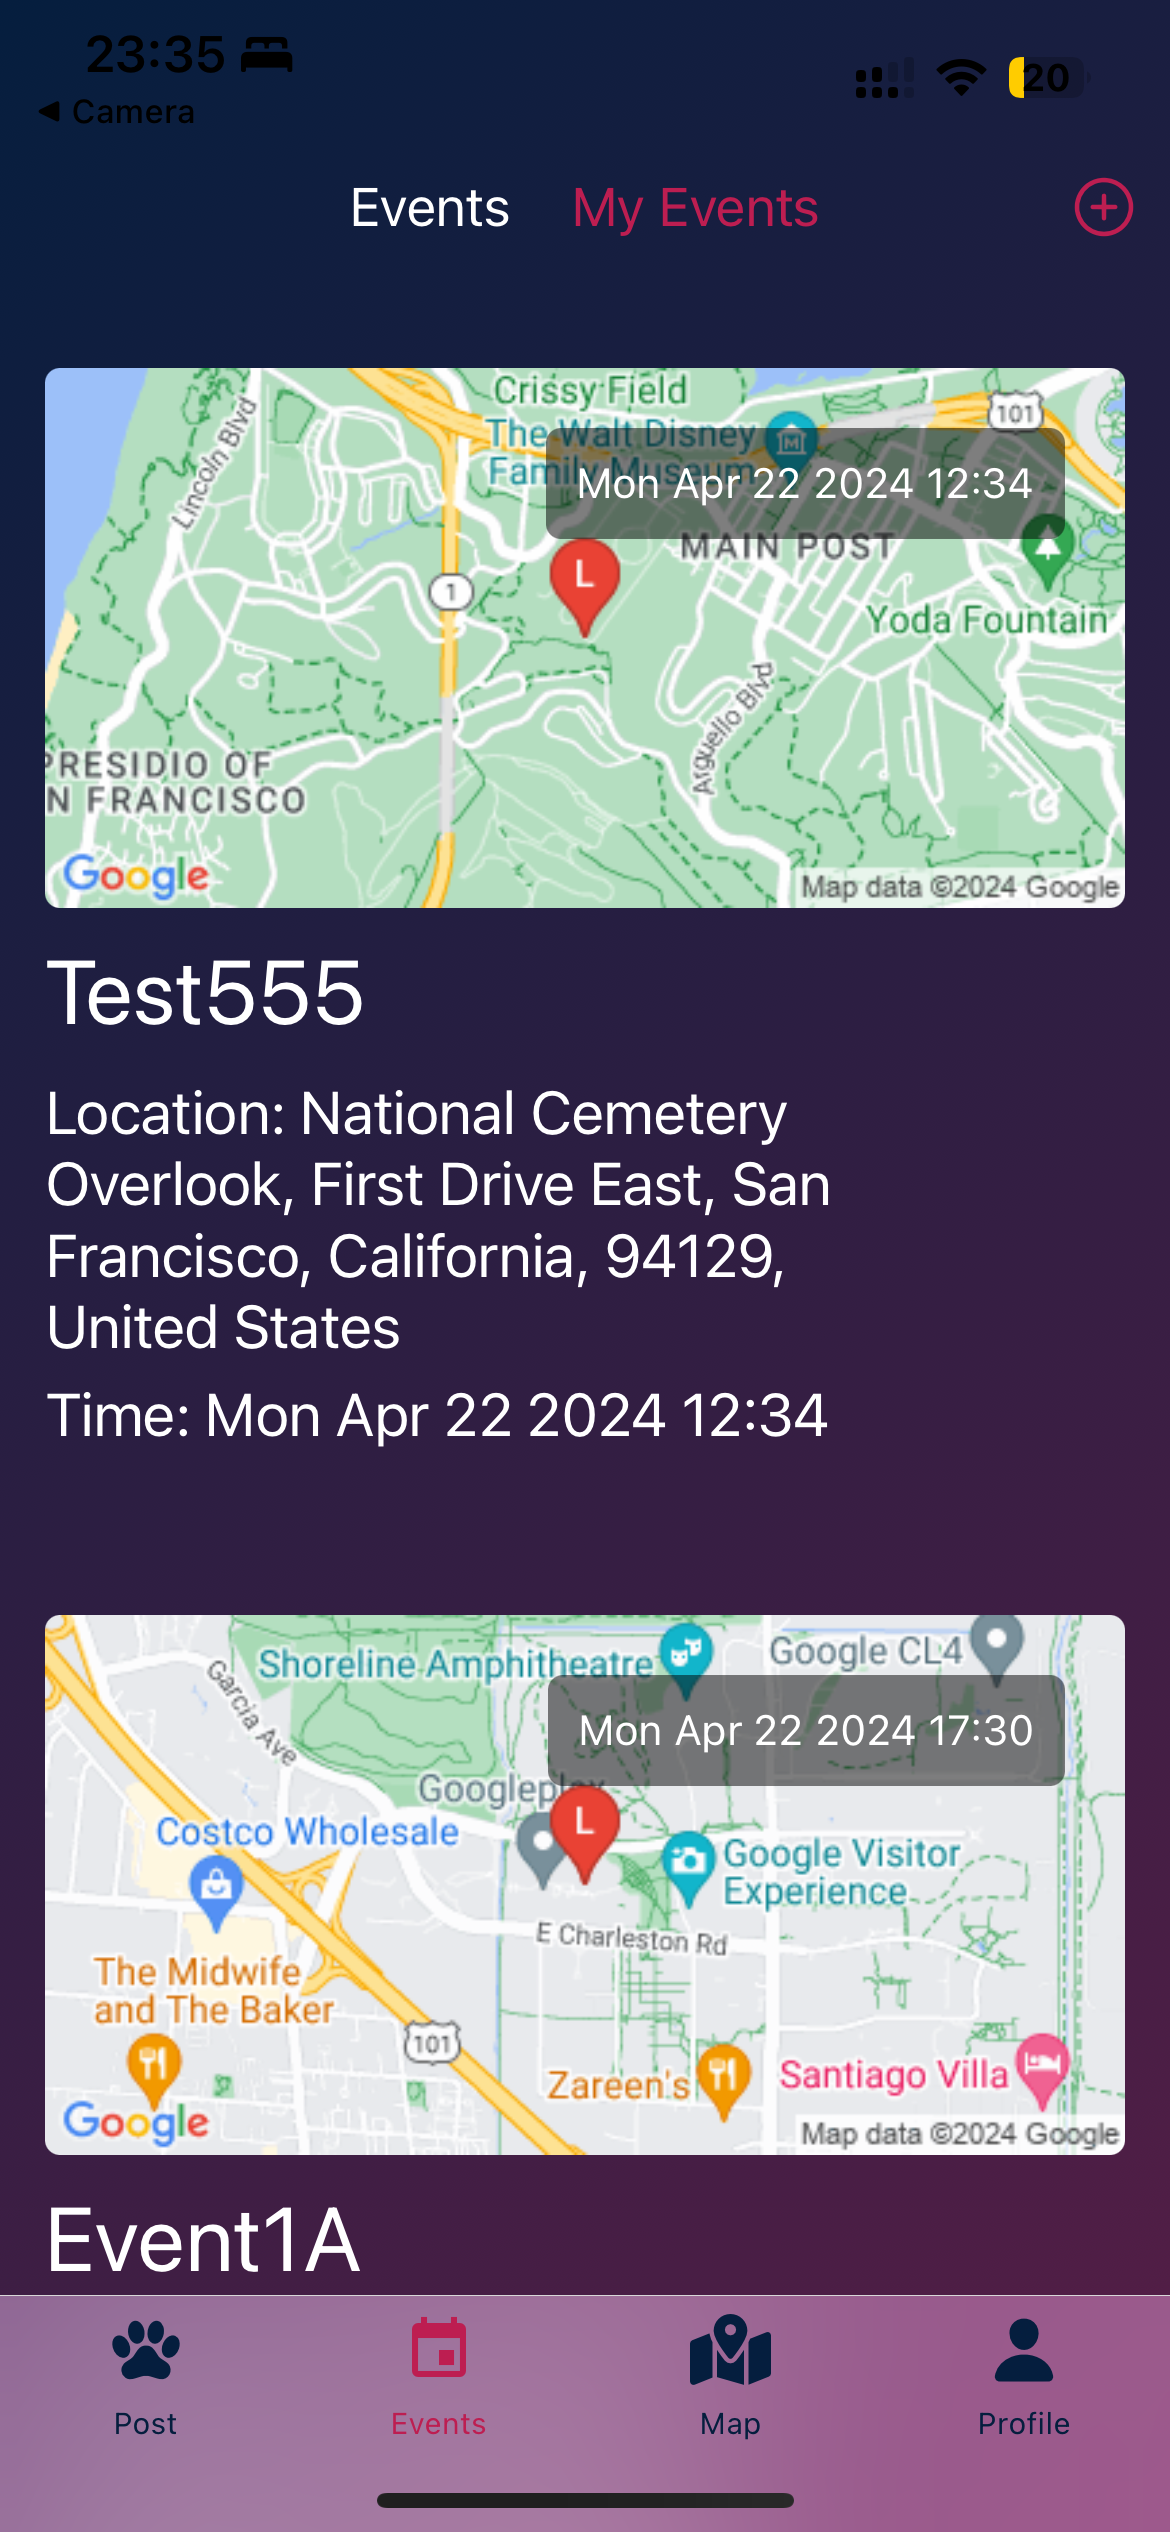 23:35
20
◀ Camera
Events My Events
Crissy Field
101
Lincoln Blvd
The Walt Disney
Family Museum
Mon Apr 22 2024 12:34
MAIN POST
L
1
Yoda Fountain
Arguello Blvd
PRESIDIO OF
N FRANCISCO
Google
Map data ©2024 Google
Test555
Location: National Cemetery
Overlook, First Drive East, San
Francisco, California, 94129,
United States
Time: Mon Apr 22 2024 12:34
Shoreline Amphitheatre
Google CL4
Garcia Ave
Mon Apr 22 2024 17:30
Googleplex
L
Costco Wholesale
Google Visitor
Experience
E Charleston Rd
The Midwife
and The Baker
101
Zareen's
Santiago Villa
Google
Map data ©2024 Google
Event1A
Post Events Map Profile